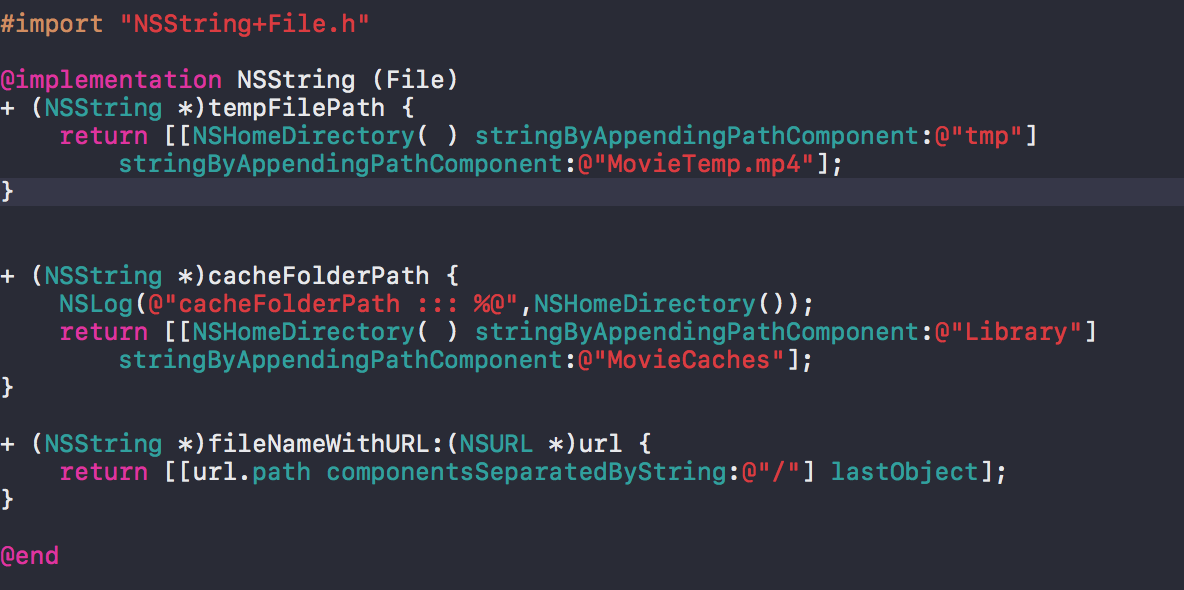 #import "NSString+File.h"
@implementation NSString (File)
+ (NSString *)tempFilePath {
return [[NSHomeDirectory( ) stringByAppendingPathComponent:@"tmp"]
stringByAppendingPathComponent:@"MovieTemp.mp4"];
}
+ (NSString *)cacheFolderPath {
NSLog(@"cacheFolderPath ::: %@",NSHomeDirectory());
return [[NSHomeDirectory( ) stringByAppendingPathComponent:@"Library"]
stringByAppendingPathComponent:@"MovieCaches"];
}
+ (NSString *)fileNameWithURL:(NSURL *)url {
return [[url.path componentsSeparatedByString:@"/"] lastObject];
}
@end